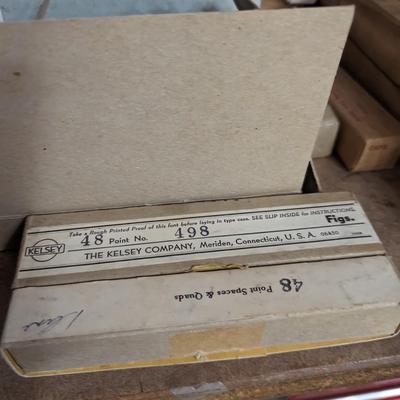 Take a Rough Printed Proof of this font before laying in type case. SEE SLIP INSIDE for INSTRUCTIONS.
KELSEY
48 Point No. 498 Figs.
THE KELSEY COMPANY, Meriden, Connecticut, U. S. A. 06450
48 Point Spaces & Quads